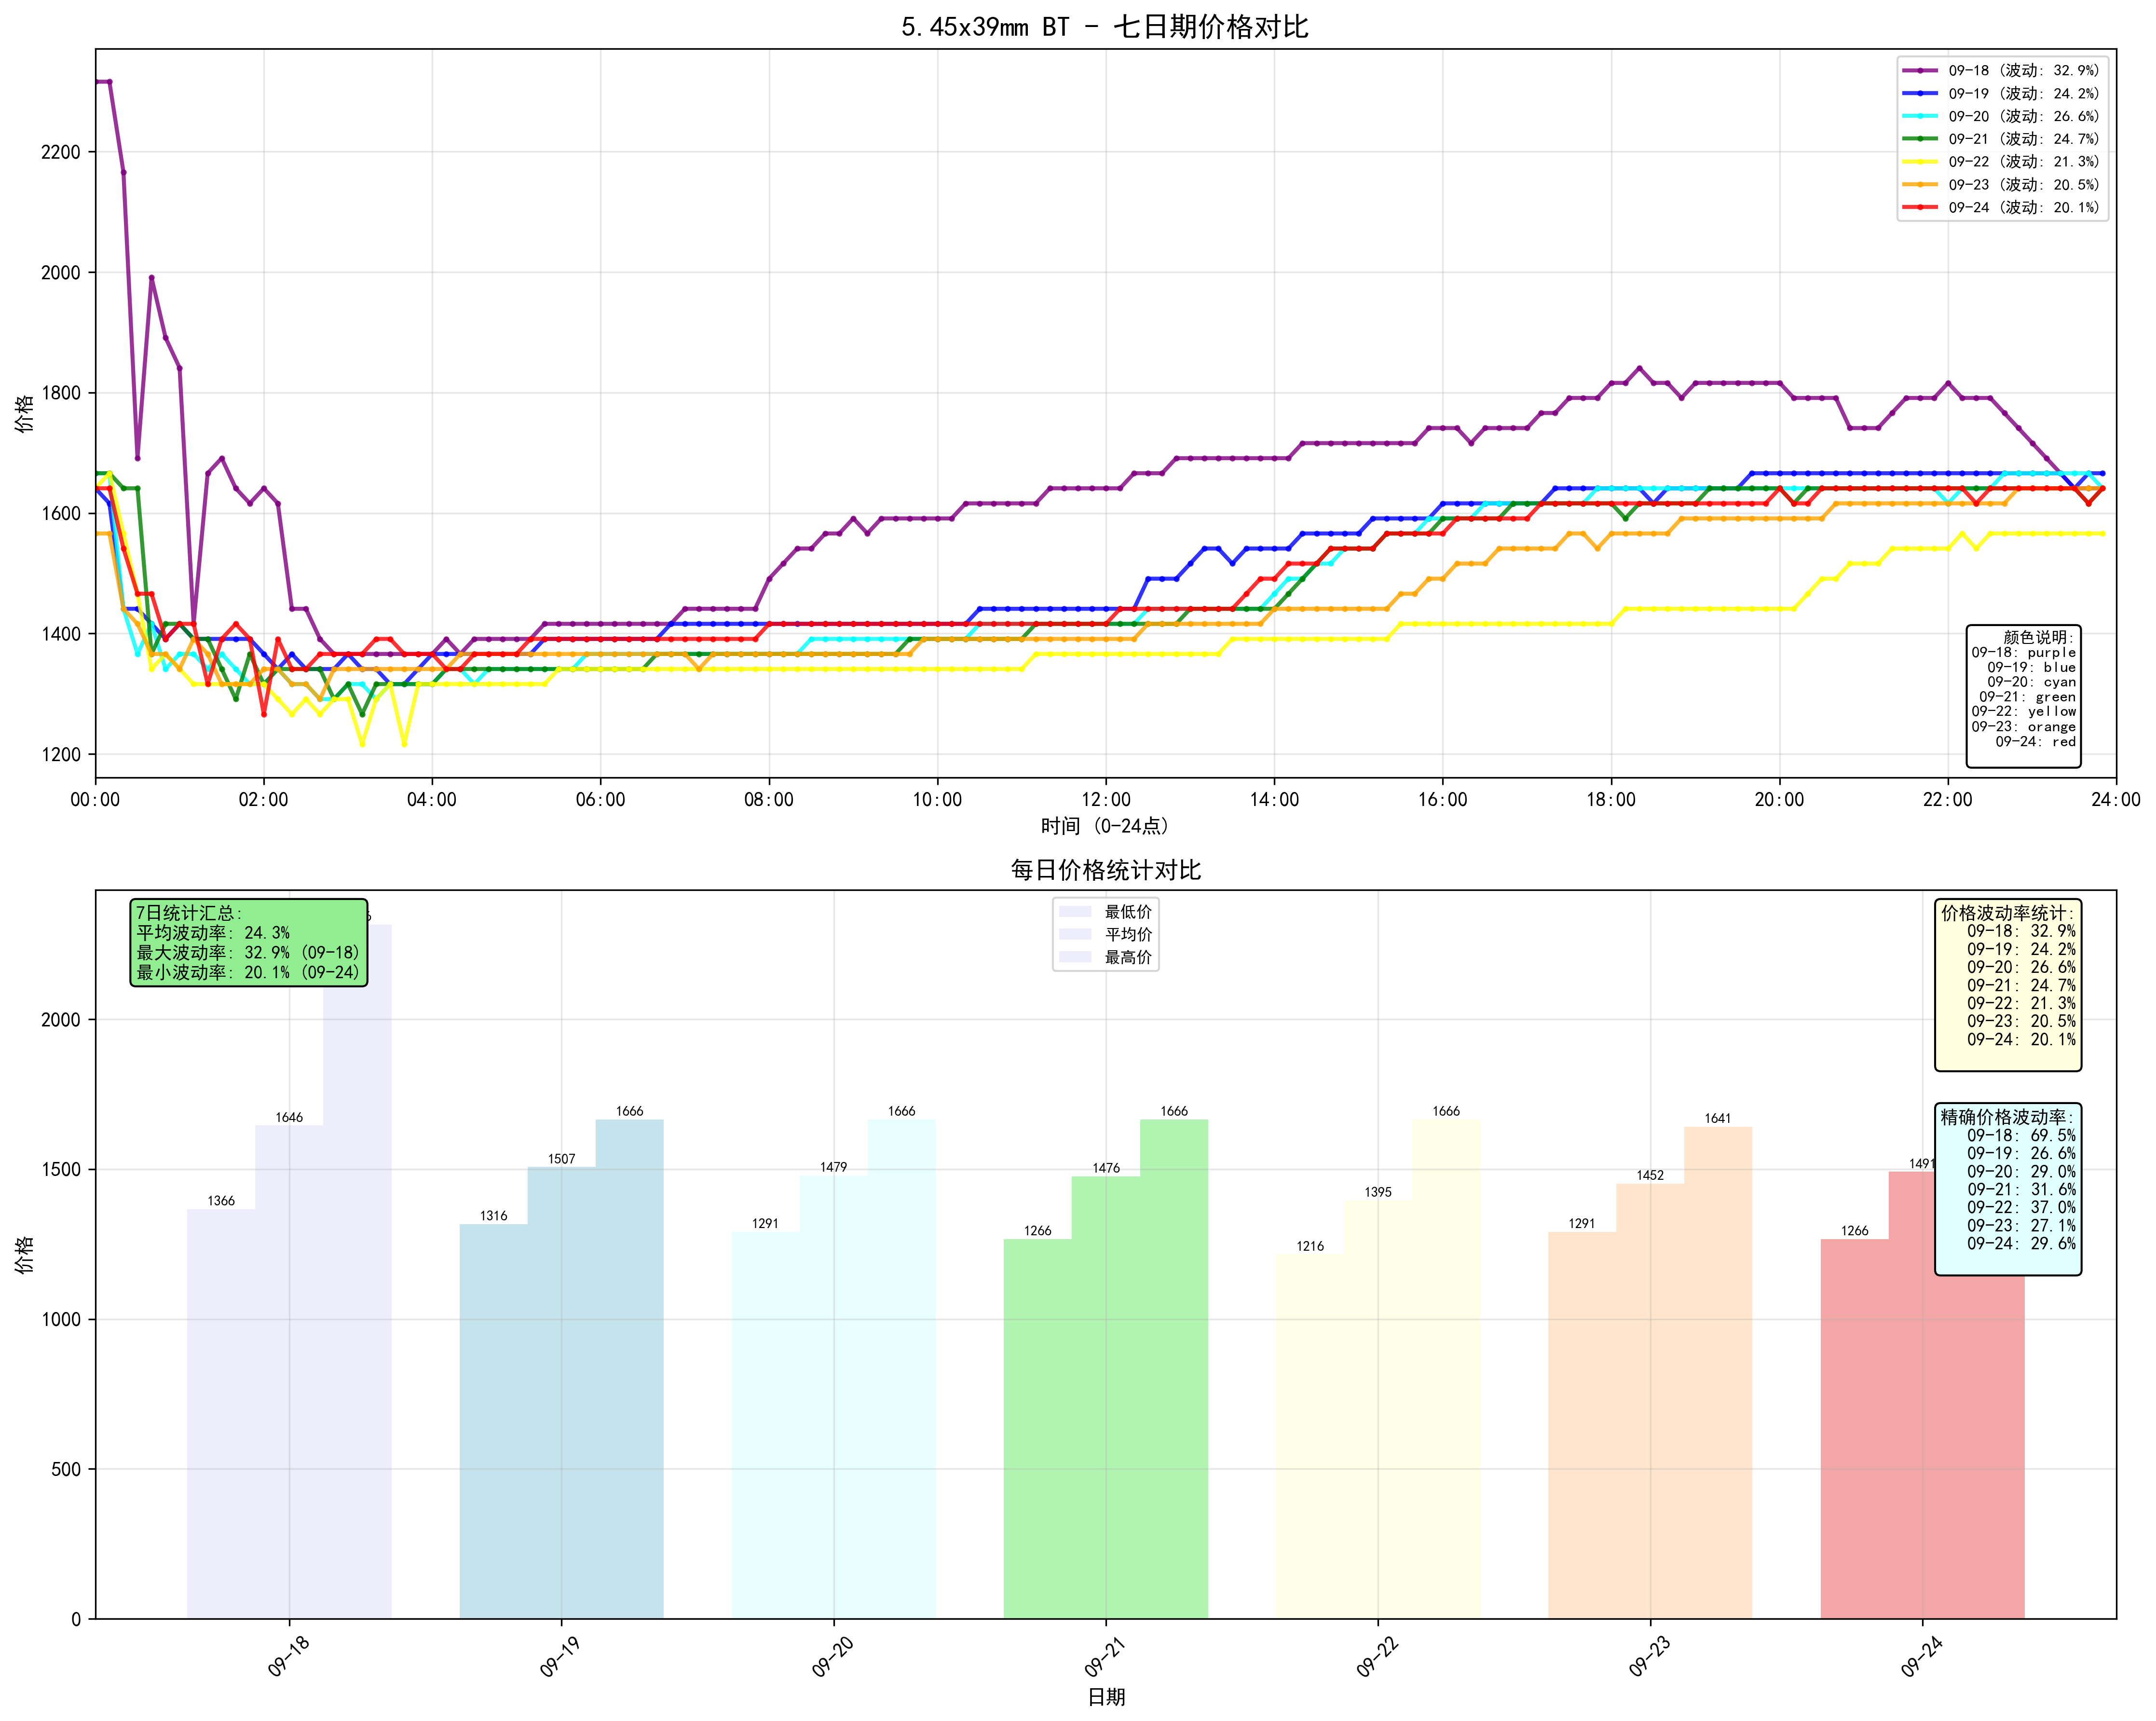 5.45x39mm BT - 七日期价格对比
价格
2200
2000
1800
1600
1400
1200
09-18 (波动: 32.9%)
09-19 (波动: 24.2%)
09-20 (波动: 26.6%)
09-21 (波动: 24.7%)
09-22 (波动: 21.3%)
09-23 (波动: 20.5%)
09-24 (波动: 20.1%)
颜色说明:
09-18: purple
09-19: blue
09-20: cyan
09-21: green
09-22: yellow
09-23: orange
09-24: red
00:00 02:00 04:00 06:00 08:00 10:00 12:00 14:00 16:00 18:00 20:00 22:00 24:00
时间 (0-24点)
每日价格统计对比
价格
2000
1500
1000
500
0
7日统计汇总:
平均波动率: 24.3%
最大波动率: 32.9% (09-18)
最小波动率: 20.1% (09-24)
最低价
平均价
最高价
价格波动率统计:
09-18: 32.9%
09-19: 24.2%
09-20: 26.6%
09-21: 24.7%
09-22: 21.3%
09-23: 20.5%
09-24: 20.1%
精确价格波动率:
09-18: 69.5%
09-19: 26.6%
09-20: 29.0%
09-21: 31.6%
09-22: 37.0%
09-23: 27.1%
09-24: 29.6%
1366 1646
1316 1507 1666
1291 1479 1666
1266 1476 1666
1216 1395 1666
1291 1452 1641
1266 1491
09-18 09-19 09-20 09-21 09-22 09-23 09-24
日期